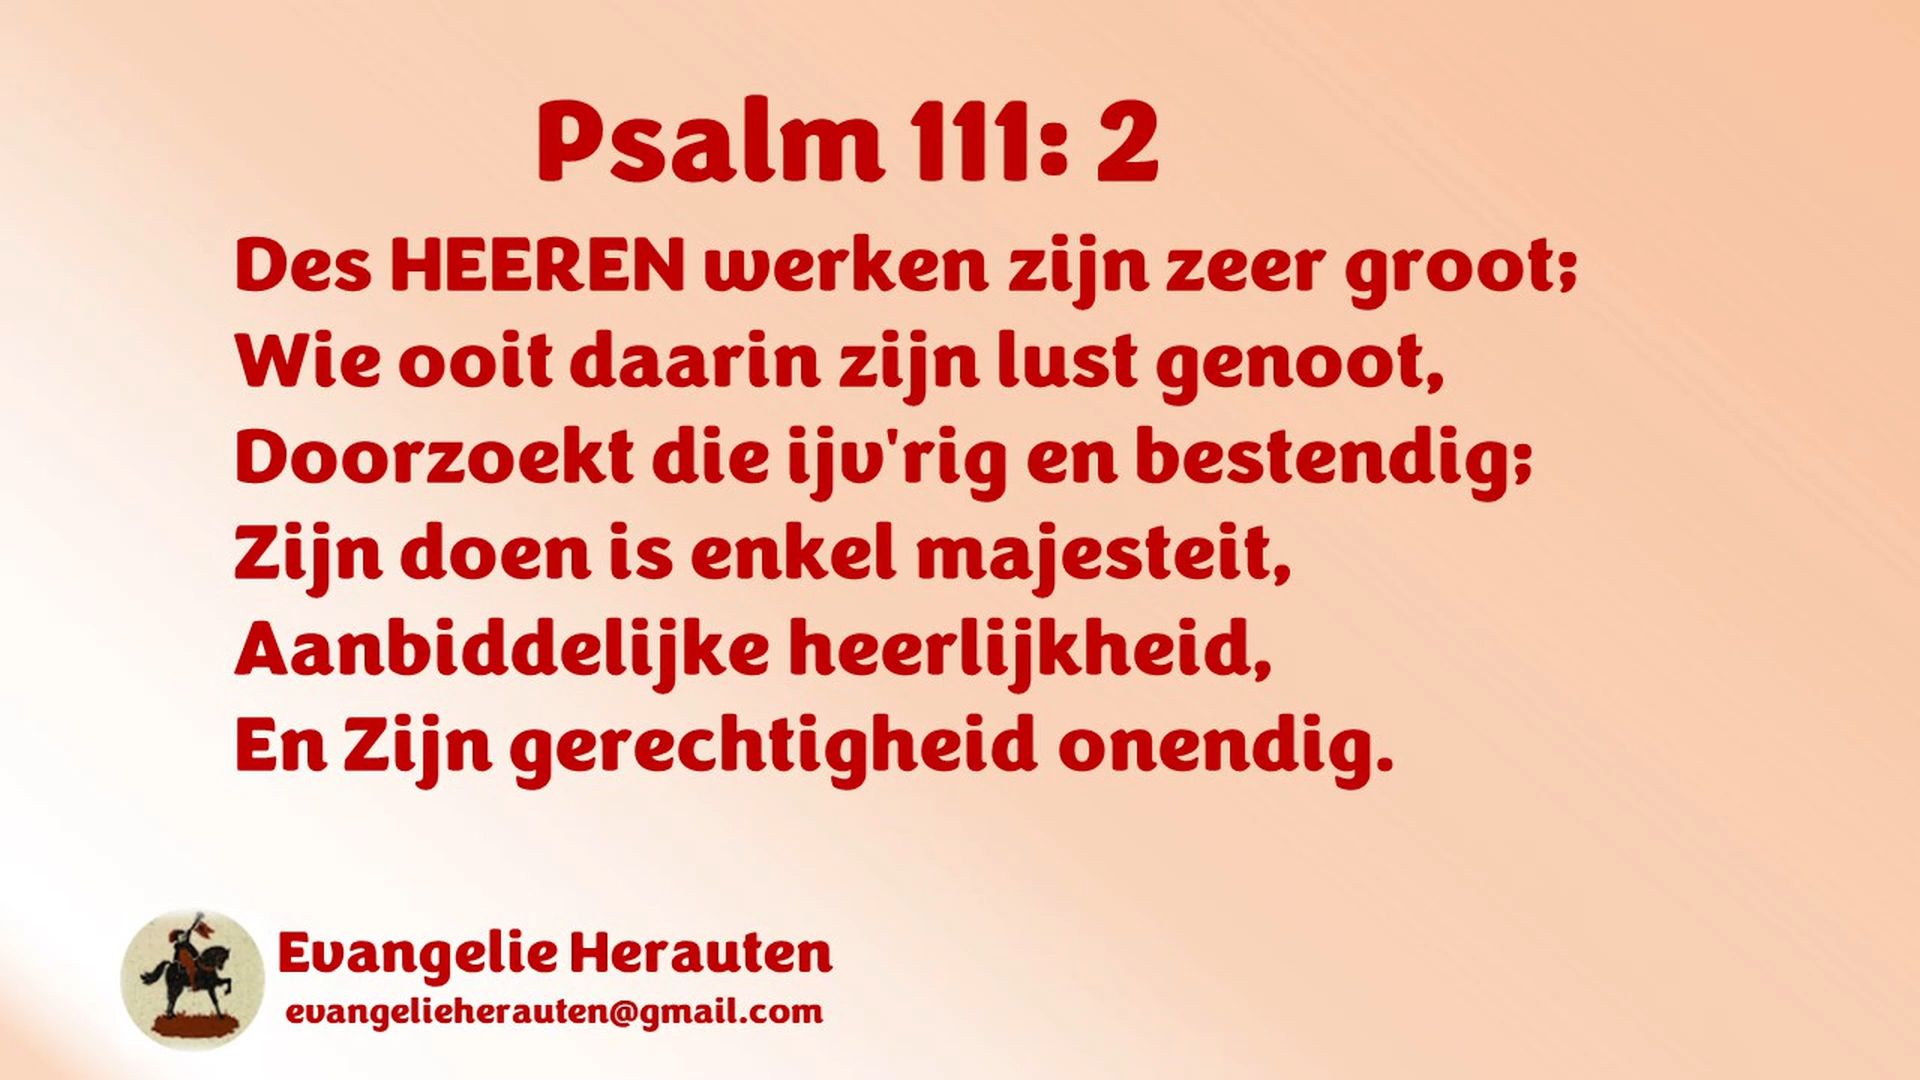 Psalm 111: 2
Des HEEREN werken zijn zeer groot;
Wie ooit daarin zijn lust genoot,
Doorzoekt die ijv'rig en bestendig;
Zijn doen is enkel majesteit,
Aanbiddelijke heerlijkheid,
En Zijn gerechtigheid onendig.
Evangelie Herauten
evangelieherauten@gmail.com